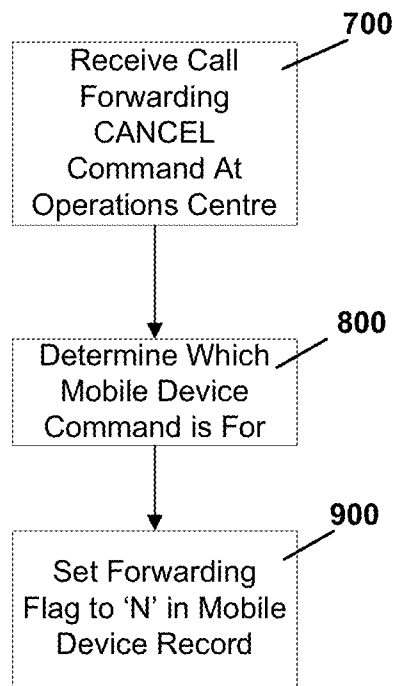 700
Receive Call
Forwarding
CANCEL
Command At
Operations Centre
800
Determine Which
Mobile Device
Command is For
900
Set Forwarding
Flag to ‘N’ in Mobile
Device Record